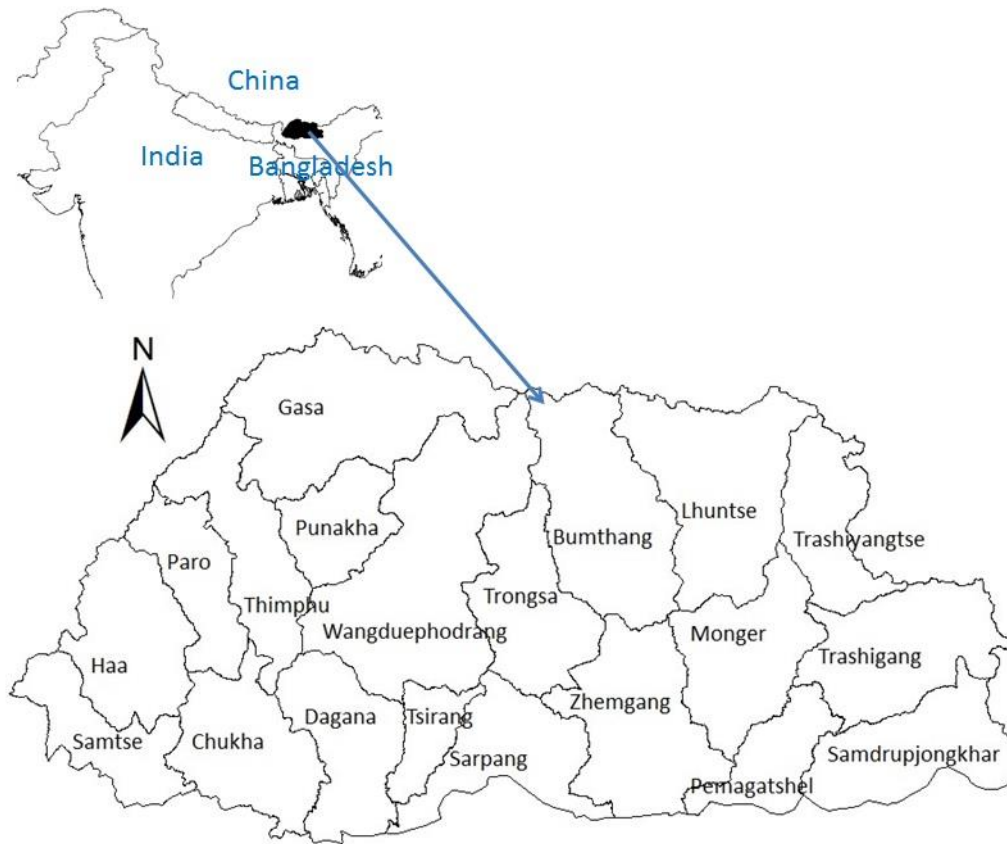 China
India
Bangladesh
N
Gasa
Punakha
Lhuntse
Bumthang
Trashiyangtse
Paro
Trongsa
Thimphu
Wangduephodrang
Monger
Haa
Trashigang
Zhemgang
Dagana
Tsirang
Samtse
Chukha
Sarpang
Samdrupjongkhar
Pemagatshel